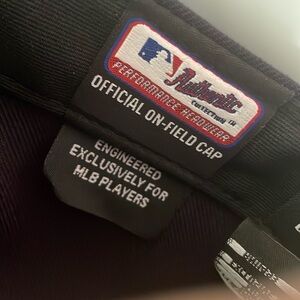 Authentic
COLLECTION
PERFORMANCE HEADWEAR
OFFICIAL ON-FIELD CAP
ENGINEERED
EXCLUSIVELY FOR
MLB PLAYERS